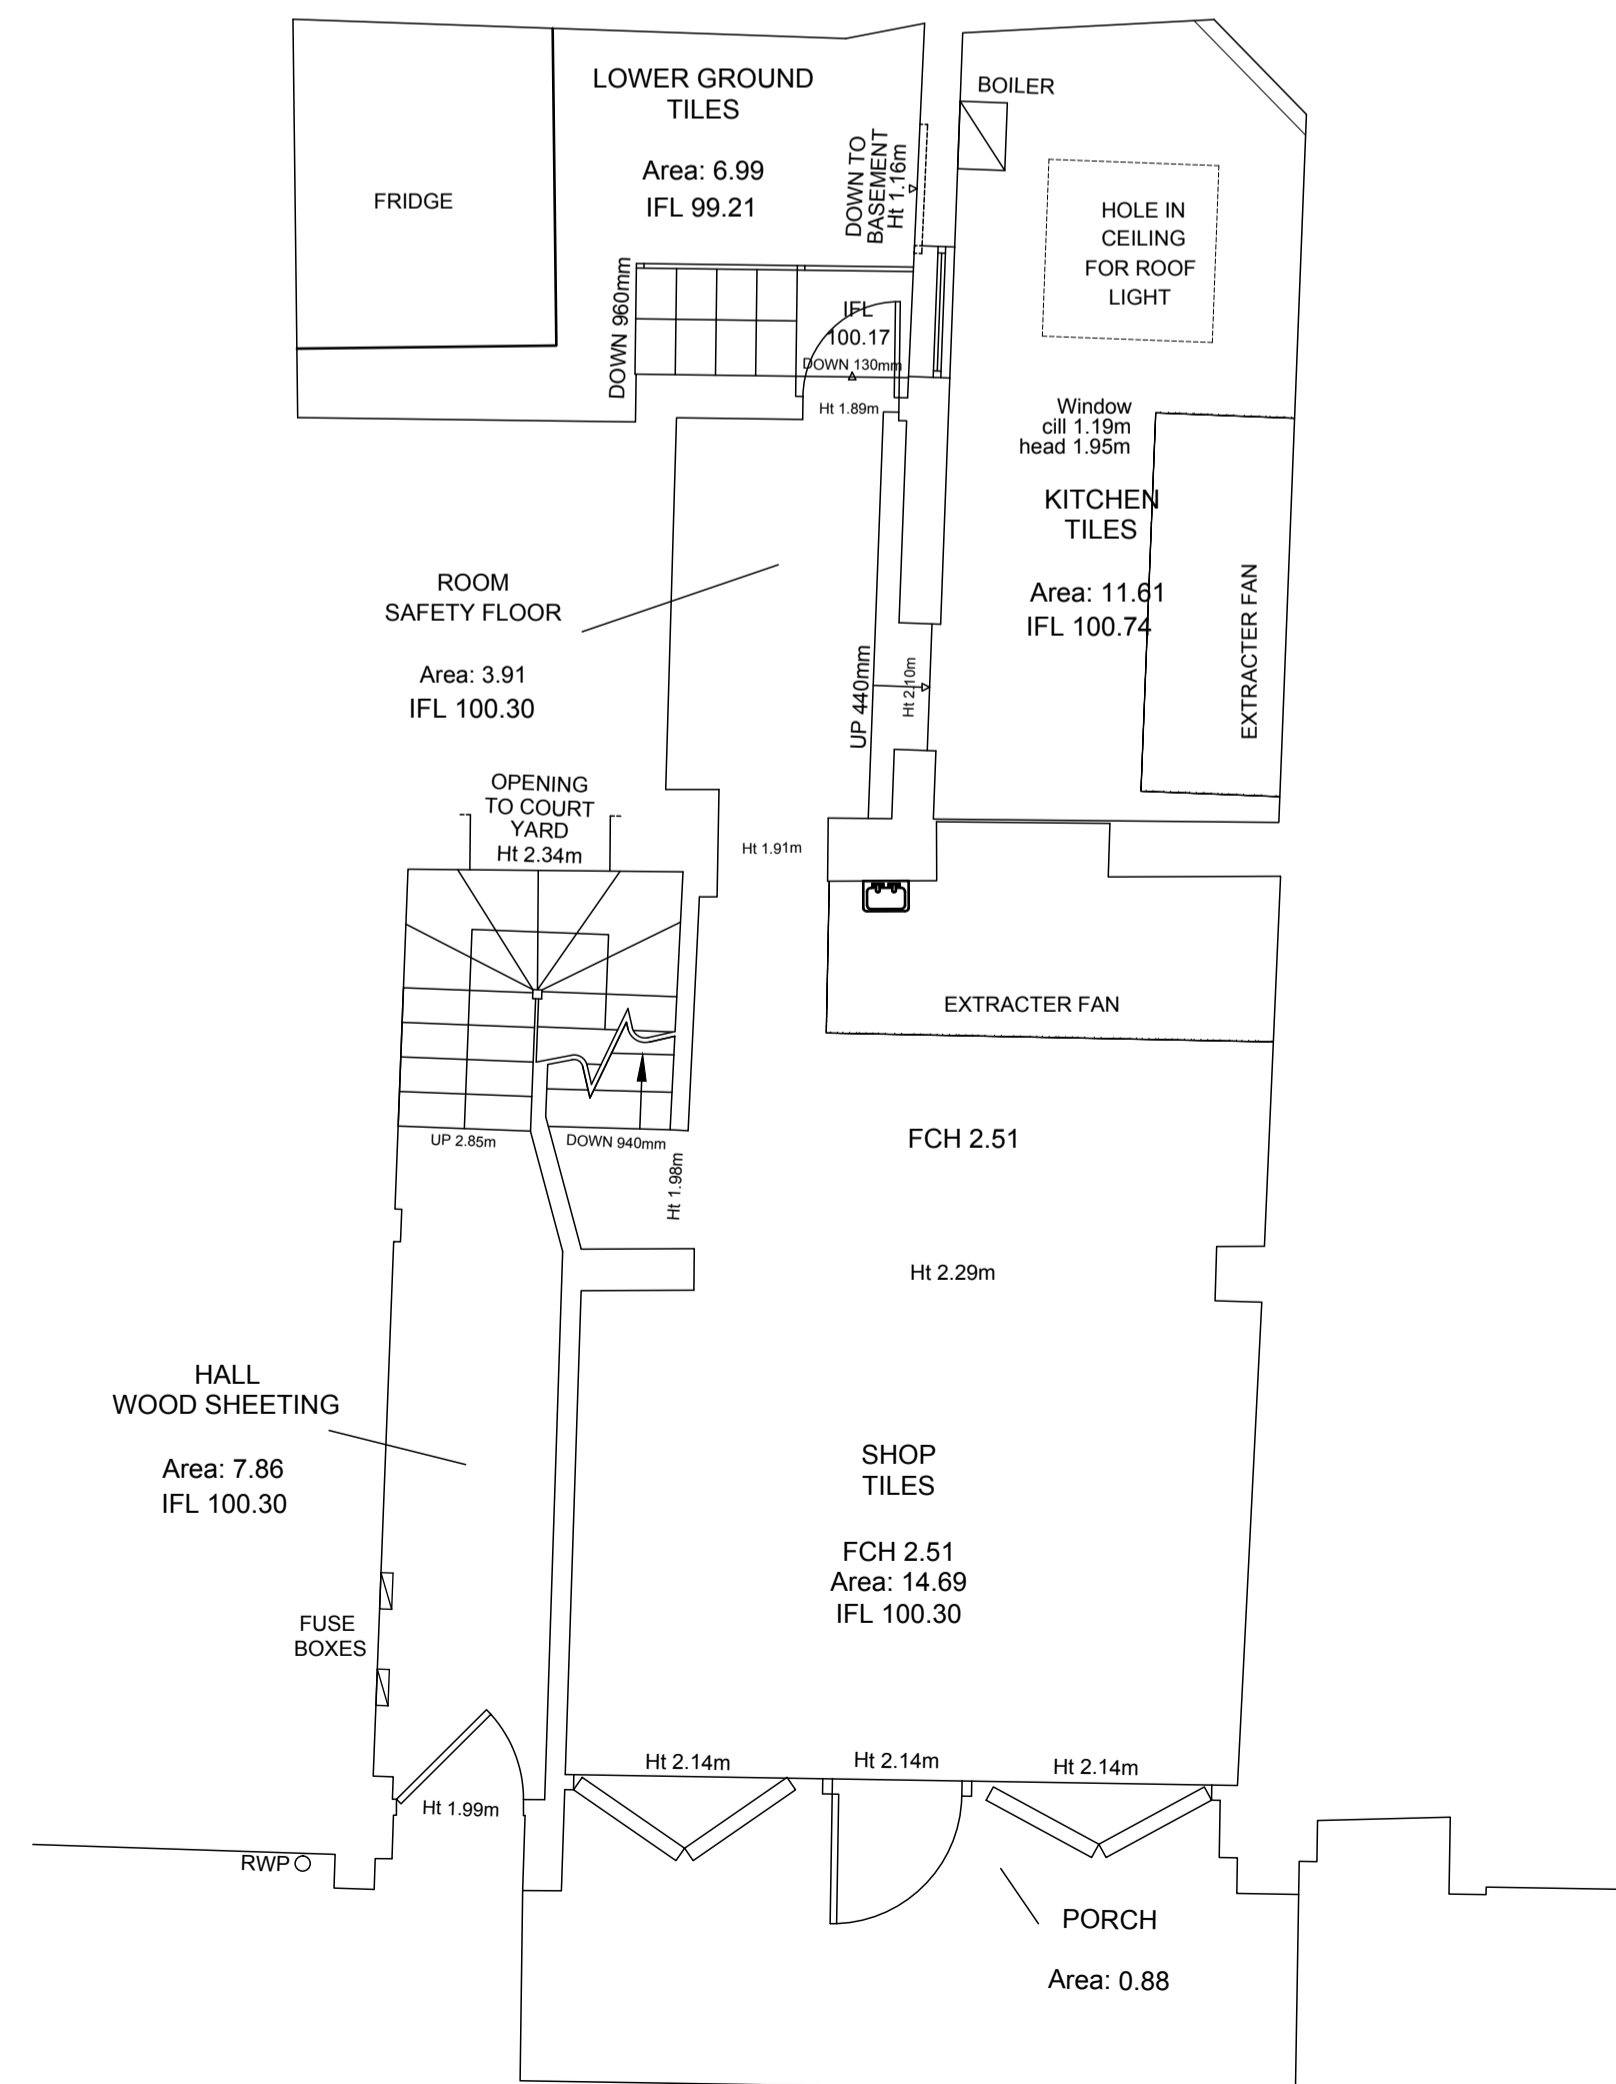 LOWER GROUND
TILES
Area: 6.99
IFL 99.21
FRIDGE
DOWN TO
BASEMENT
Ht 1.16m
BOILER
HOLE IN
CEILING
FOR ROOF
LIGHT
DOWN 960mm
IFL
100.17
DOWN 130mm
Ht 1.89m
Window
cill 1.19m
head 1.95m
KITCHEN
TILES
Area: 11.61
IFL 100.74
EXTRACTER FAN
ROOM
SAFETY FLOOR
Area: 3.91
IFL 100.30
UP 440mm
Ht 2.10m
OPENING
TO COURT
YARD
Ht 2.34m
Ht 1.91m
EXTRACTER FAN
UP 2.85m
DOWN 940mm
Ht 1.98m
FCH 2.51
Ht 2.29m
HALL
WOOD SHEETING
Area: 7.86
IFL 100.30
SHOP
TILES
FCH 2.51
Area: 14.69
IFL 100.30
FUSE
BOXES
Ht 2.14m
Ht 2.14m
Ht 2.14m
Ht 1.99m
RWP
PORCH
Area: 0.88